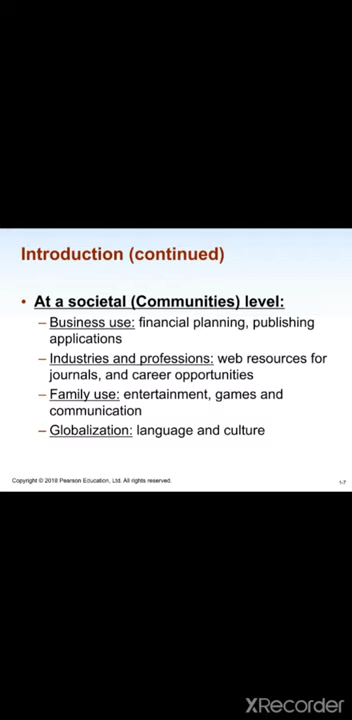 Introduction (continued)
• At a societal (Communities) level:
– Business use: financial planning, publishing
applications
– Industries and professions: web resources for
journals, and career opportunities
– Family use: entertainment, games and
communication
– Globalization: language and culture
Copyright © 2018 Pearson Education, Ltd. All rights reserved.
1-7
XRecorder